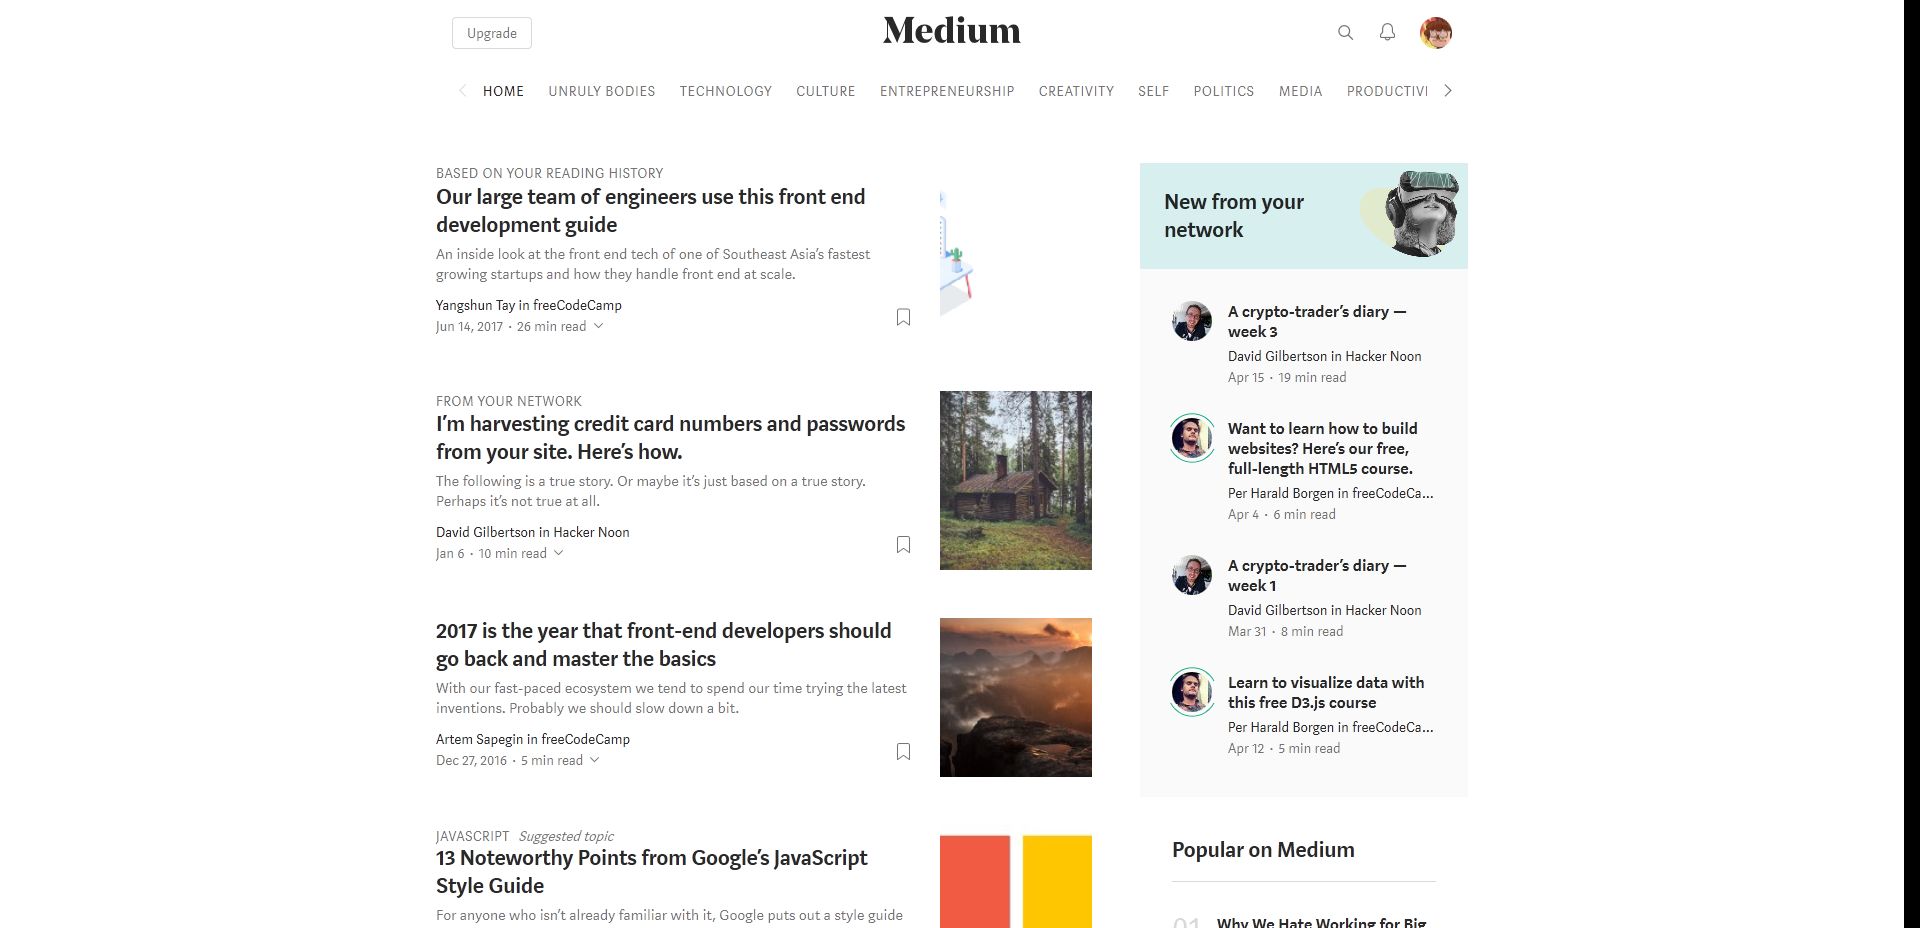 Upgrade
Medium
HOME UNRULY BODIES TECHNOLOGY CULTURE ENTREPRENEURSHIP CREATIVITY SELF POLITICS MEDIA PRODUCTIVI
BASED ON YOUR READING HISTORY
Our large team of engineers use this front end
development guide
An inside look at the front end tech of one of Southeast Asia’s fastest
growing startups and how they handle front end at scale.
Yangshun Tay in freeCodeCamp
Jun 14, 2017 · 26 min read
FROM YOUR NETWORK
I’m harvesting credit card numbers and passwords
from your site. Here’s how.
The following is a true story. Or maybe it’s just based on a true story.
Perhaps it’s not true at all.
David Gilbertson in Hacker Noon
Jan 6 · 10 min read
2017 is the year that front-end developers should
go back and master the basics
With our fast-paced ecosystem we tend to spend our time trying the latest
inventions. Probably we should slow down a bit.
Artem Sapegin in freeCodeCamp
Dec 27, 2016 · 5 min read
JAVASCRIPT Suggested topic
13 Noteworthy Points from Google’s JavaScript
Style Guide
For anyone who isn’t already familiar with it, Google puts out a style guide
New from your
network
A crypto-trader’s diary —
week 3
David Gilbertson in Hacker Noon
Apr 15 · 19 min read
Want to learn how to build
websites? Here’s our free,
full-length HTML5 course.
Per Harald Borgen in freeCodeCa...
Apr 4 · 6 min read
A crypto-trader’s diary —
week 1
David Gilbertson in Hacker Noon
Mar 31 · 8 min read
Learn to visualize data with
this free D3.js course
Per Harald Borgen in freeCodeCa...
Apr 12 · 5 min read
Popular on Medium
01 Why We Hate Working for Big